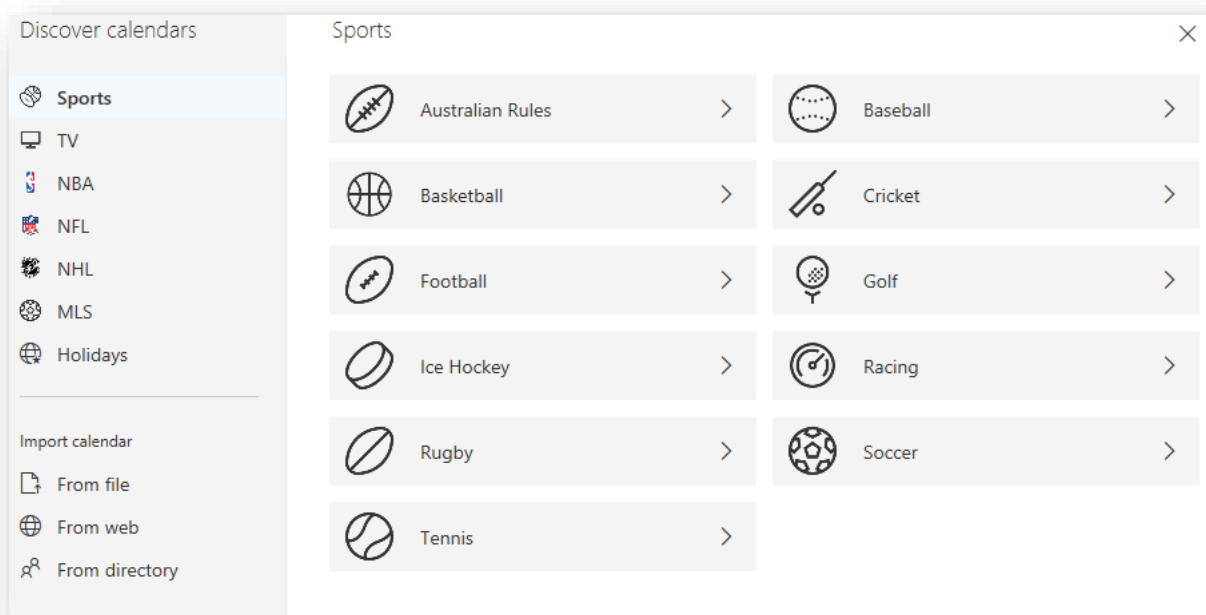 Discover calendars
Sports
TV
NBA
NFL
NHL
MLS
Holidays
Import calendar
From file
From web
From directory
Sports
Australian Rules
Baseball
Basketball
Cricket
Football
Golf
Ice Hockey
Racing
Rugby
Soccer
Tennis